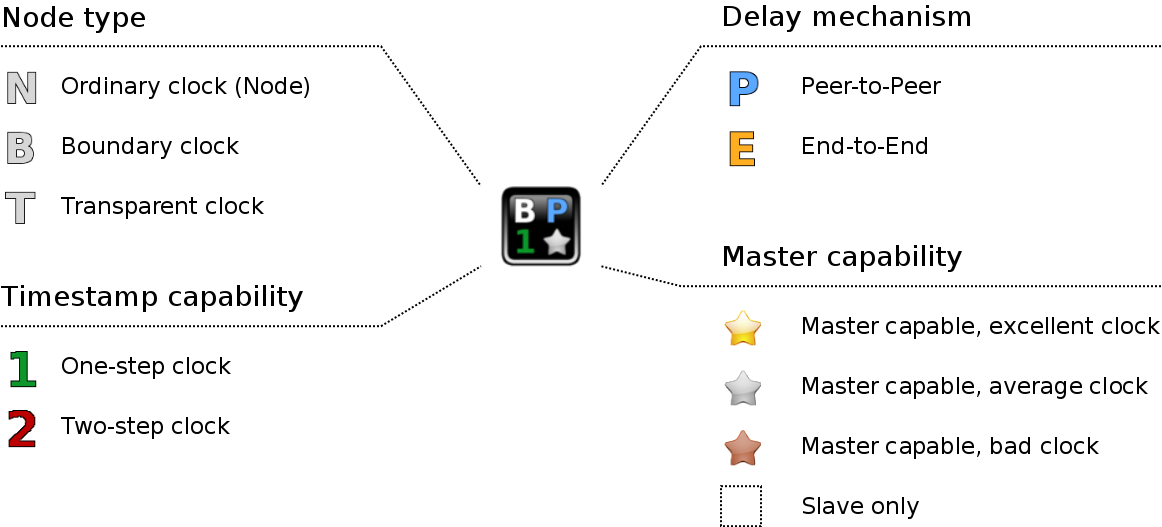 Node type
N Ordinary clock (Node)
B Boundary clock
T Transparent clock
Timestamp capability
1 One-step clock
2 Two-step clock
B P
1
Delay mechanism
P Peer-to-Peer
E End-to-End
Master capability
Master capable, excellent clock
Master capable, average clock
Master capable, bad clock
Slave only